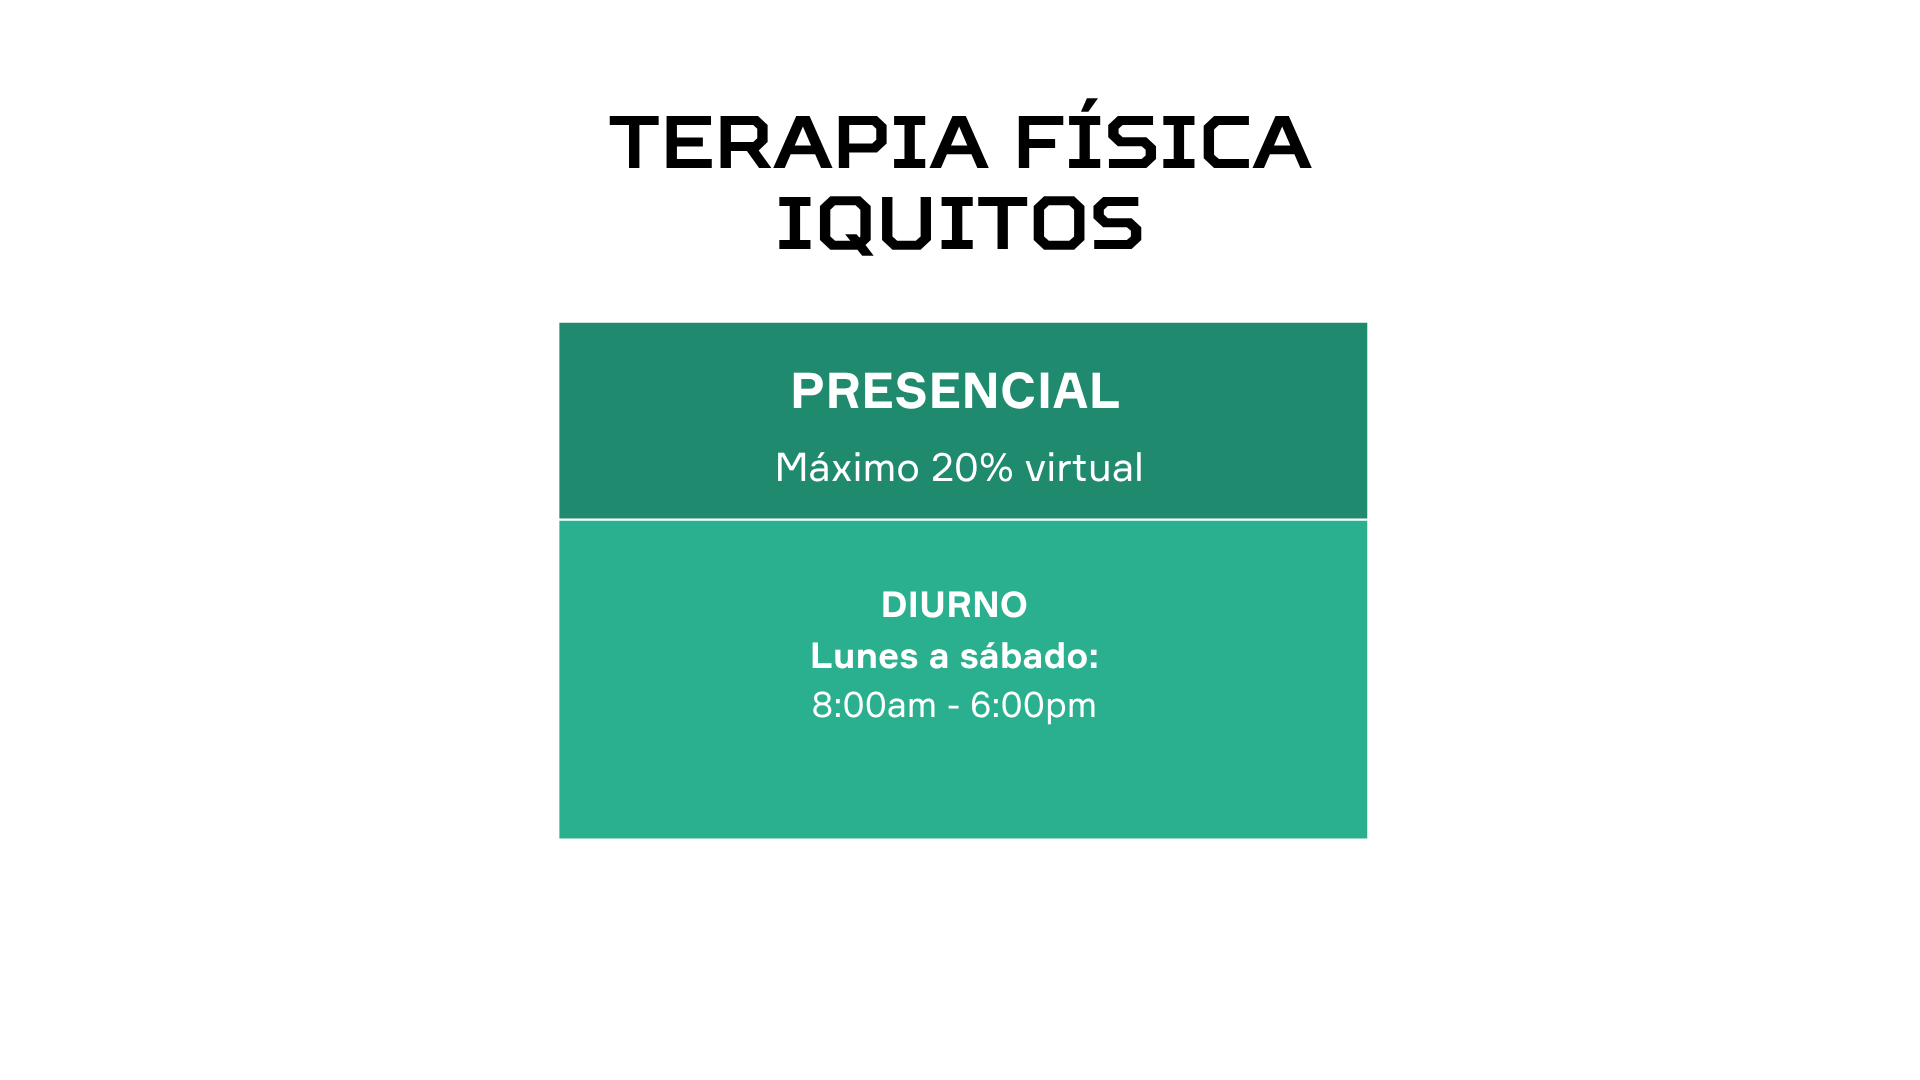 TERAPIA FÍSICA
IQUITOS
PRESENCIAL
Máximo 20% virtual
DIURNO
Lunes a sábado:
8:00am - 6:00pm